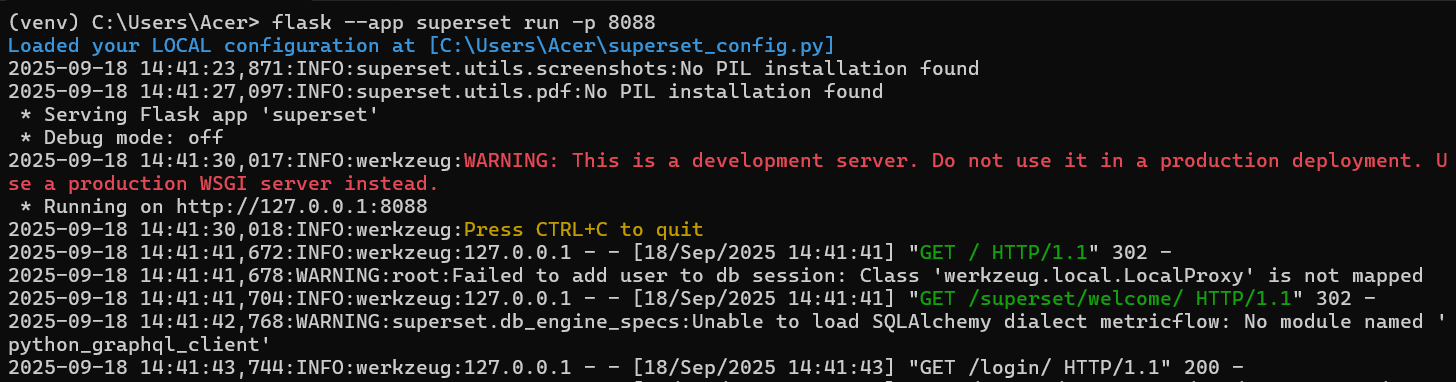 (venv) C:\Users\Acer> flask --app superset run -p 8088
Loaded your LOCAL configuration at [C:\Users\Acer\superset_config.py]
2025-09-18 14:41:23,871:INFO:superset.utils.screenshots:No PIL installation found
2025-09-18 14:41:27,097:INFO:superset.utils.pdf:No PIL installation found
 * Serving Flask app 'superset'
 * Debug mode: off
2025-09-18 14:41:30,017:INFO:werkzeug:WARNING: This is a development server. Do not use it in a production deployment. U
se a production WSGI server instead.
 * Running on http://127.0.0.1:8088
2025-09-18 14:41:30,018:INFO:werkzeug:Press CTRL+C to quit
2025-09-18 14:41:41,672:INFO:werkzeug:127.0.0.1 - - [18/Sep/2025 14:41:41] "GET / HTTP/1.1" 302 -
2025-09-18 14:41:41,678:WARNING:root:Failed to add user to db session: Class 'werkzeug.local.LocalProxy' is not mapped
2025-09-18 14:41:41,704:INFO:werkzeug:127.0.0.1 - - [18/Sep/2025 14:41:41] "GET /superset/welcome/ HTTP/1.1" 302 -
2025-09-18 14:41:42,768:WARNING:superset.db_engine_specs:Unable to load SQLAlchemy dialect metricflow: No module named '
python_graphql_client'
2025-09-18 14:41:43,744:INFO:werkzeug:127.0.0.1 - - [18/Sep/2025 14:41:43] "GET /login/ HTTP/1.1" 200 -